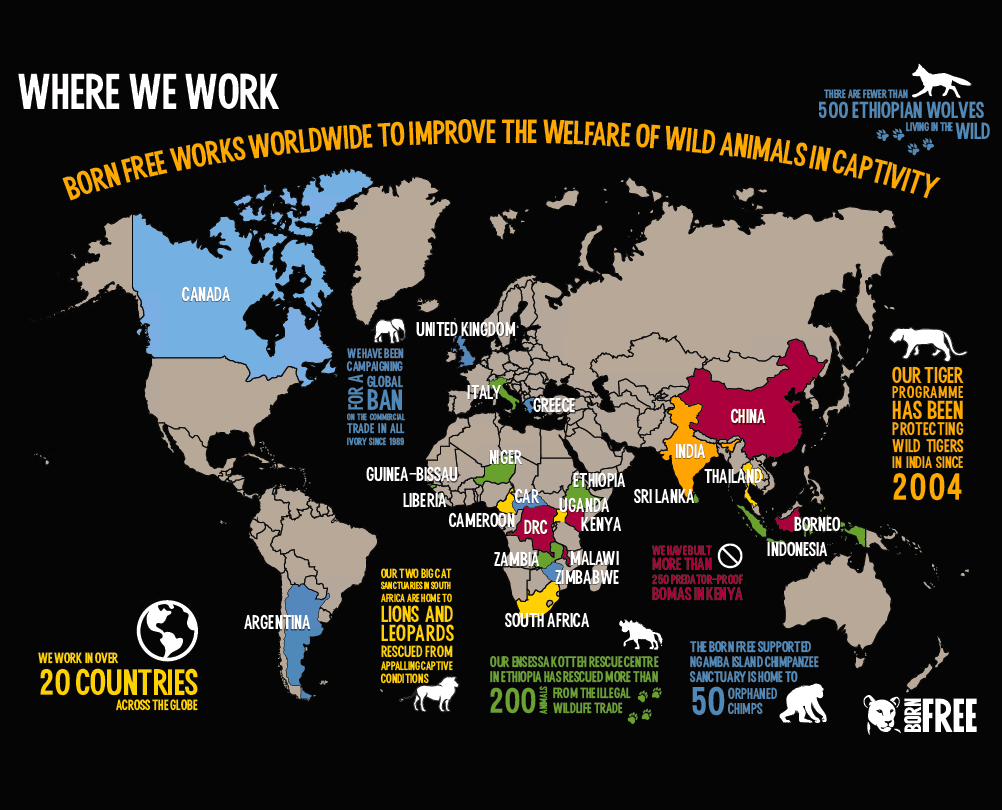 WHERE WE WORK
BORN FREE WORKS WORLDWIDE TO IMPROVE THE WELFARE OF WILD ANIMALS IN CAPTIVITY
THERE ARE FEWER THAN
500 ETHIOPIAN WOLVES
LIVING IN THE WILD
CANADA
UNITED KINGDOM
WE HAVE BEEN
CAMPAIGNING
FOR A GLOBAL
BAN
ON THE COMMERCIAL
TRADE IN ALL
IVORY SINCE 1989
ITALY
GREECE
CHINA
INDIA
THAILAND
SRI LANKA
BORNEO
INDONESIA
OUR TIGER
PROGRAMME
HAS BEEN
PROTECTING
WILD TIGERS
IN INDIA SINCE
2004
NIGER
GUINEA-BISSAU
LIBERIA
CAR
ETHIOPIA
UGANDA
CAMEROON
DRC
KENYA
ZAMBIA
MALAWI
ZIMBABWE
SOUTH AFRICA
WE HAVE BUILT
MORE THAN
250 PREDATOR-PROOF
BOMAS IN KENYA
ARGENTINA
OUR TWO BIG CAT
SANCTUARIES IN SOUTH
AFRICA ARE HOME TO
LIONS AND
LEOPARDS
RESCUED FROM
APPALLING CAPTIVE
CONDITIONS
WE WORK IN OVER
20 COUNTRIES
ACROSS THE GLOBE
OUR ENSESSA KOTTEH RESCUE CENTRE
IN ETHIOPIA HAS RESCUED MORE THAN
200 ANIMALS FROM THE ILLEGAL
WILDLIFE TRADE
THE BORN FREE SUPPORTED
NGAMBA ISLAND CHIMPANZEE
SANCTUARY IS HOME TO
50 ORPHANED
CHIMPS
BORN FREE